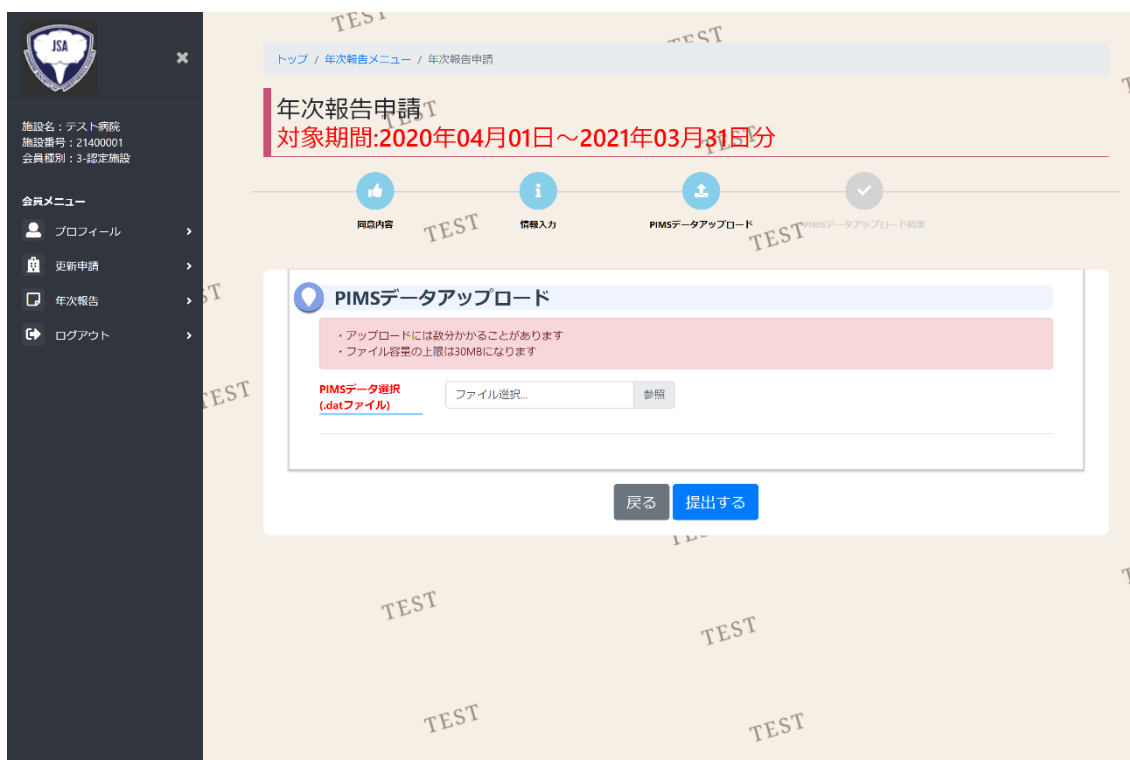 JSA
施設名：テスト病院
施設番号：21400001
会員種別：3-認定施設
会員メニュー
プロフィール
更新申請
年次報告
ログアウト
トップ / 年次報告メニュー / 年次報告申請
年次報告申請
対象期間:2020年04月01日～2021年03月31日分
同意内容
情報入力
PIMSデータアップロード
PIMSデータアップロード結果
PIMSデータアップロード
・アップロードには数分かかることがあります
・ファイル容量の上限は30MBになります
PIMSデータ選択
(.datファイル)
ファイル選択...
参照
戻る
提出する
TEST
TEST
TEST
TEST
TEST
TEST
TEST
TEST
TEST
TEST
TEST